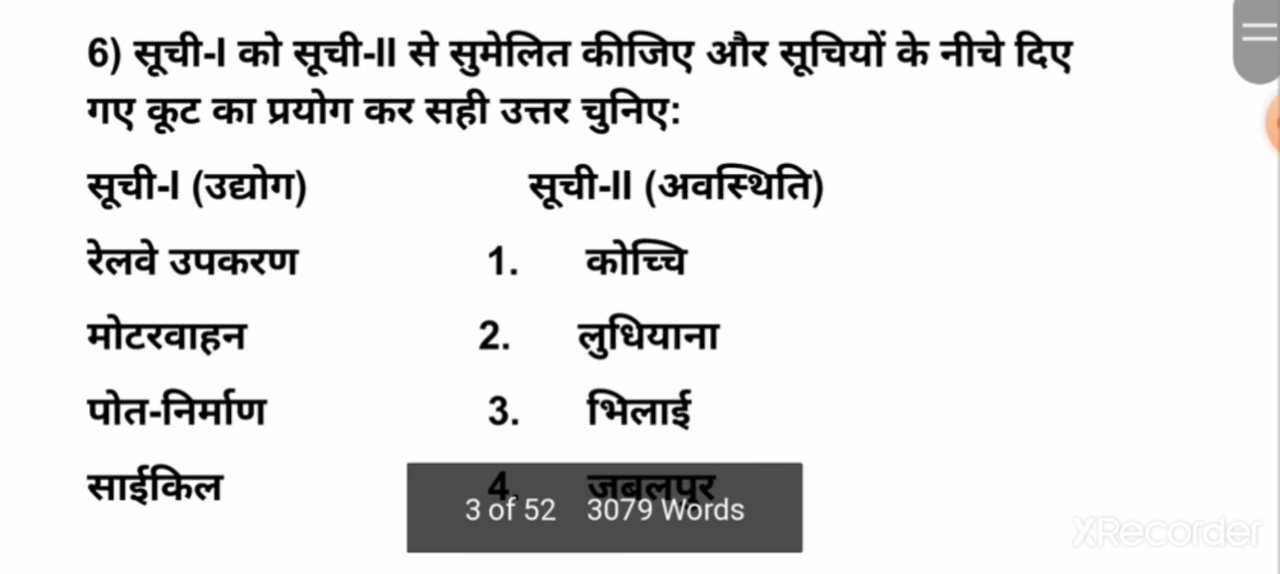 6) सूची-I को सूची-II से सुमेलित कीजिए और सूचियों के नीचे दिए
गए कूट का प्रयोग कर सही उत्तर चुनिए:
सूची-I (उद्योग) सूची-II (अवस्थिति)
रेलवे उपकरण 1. कोच्चि
मोटरवाहन 2. लुधियाना
पोत-निर्माण 3. भिलाई
साईकिल 4. जबलपुर
3 of 52 3079 Words
XRecorder